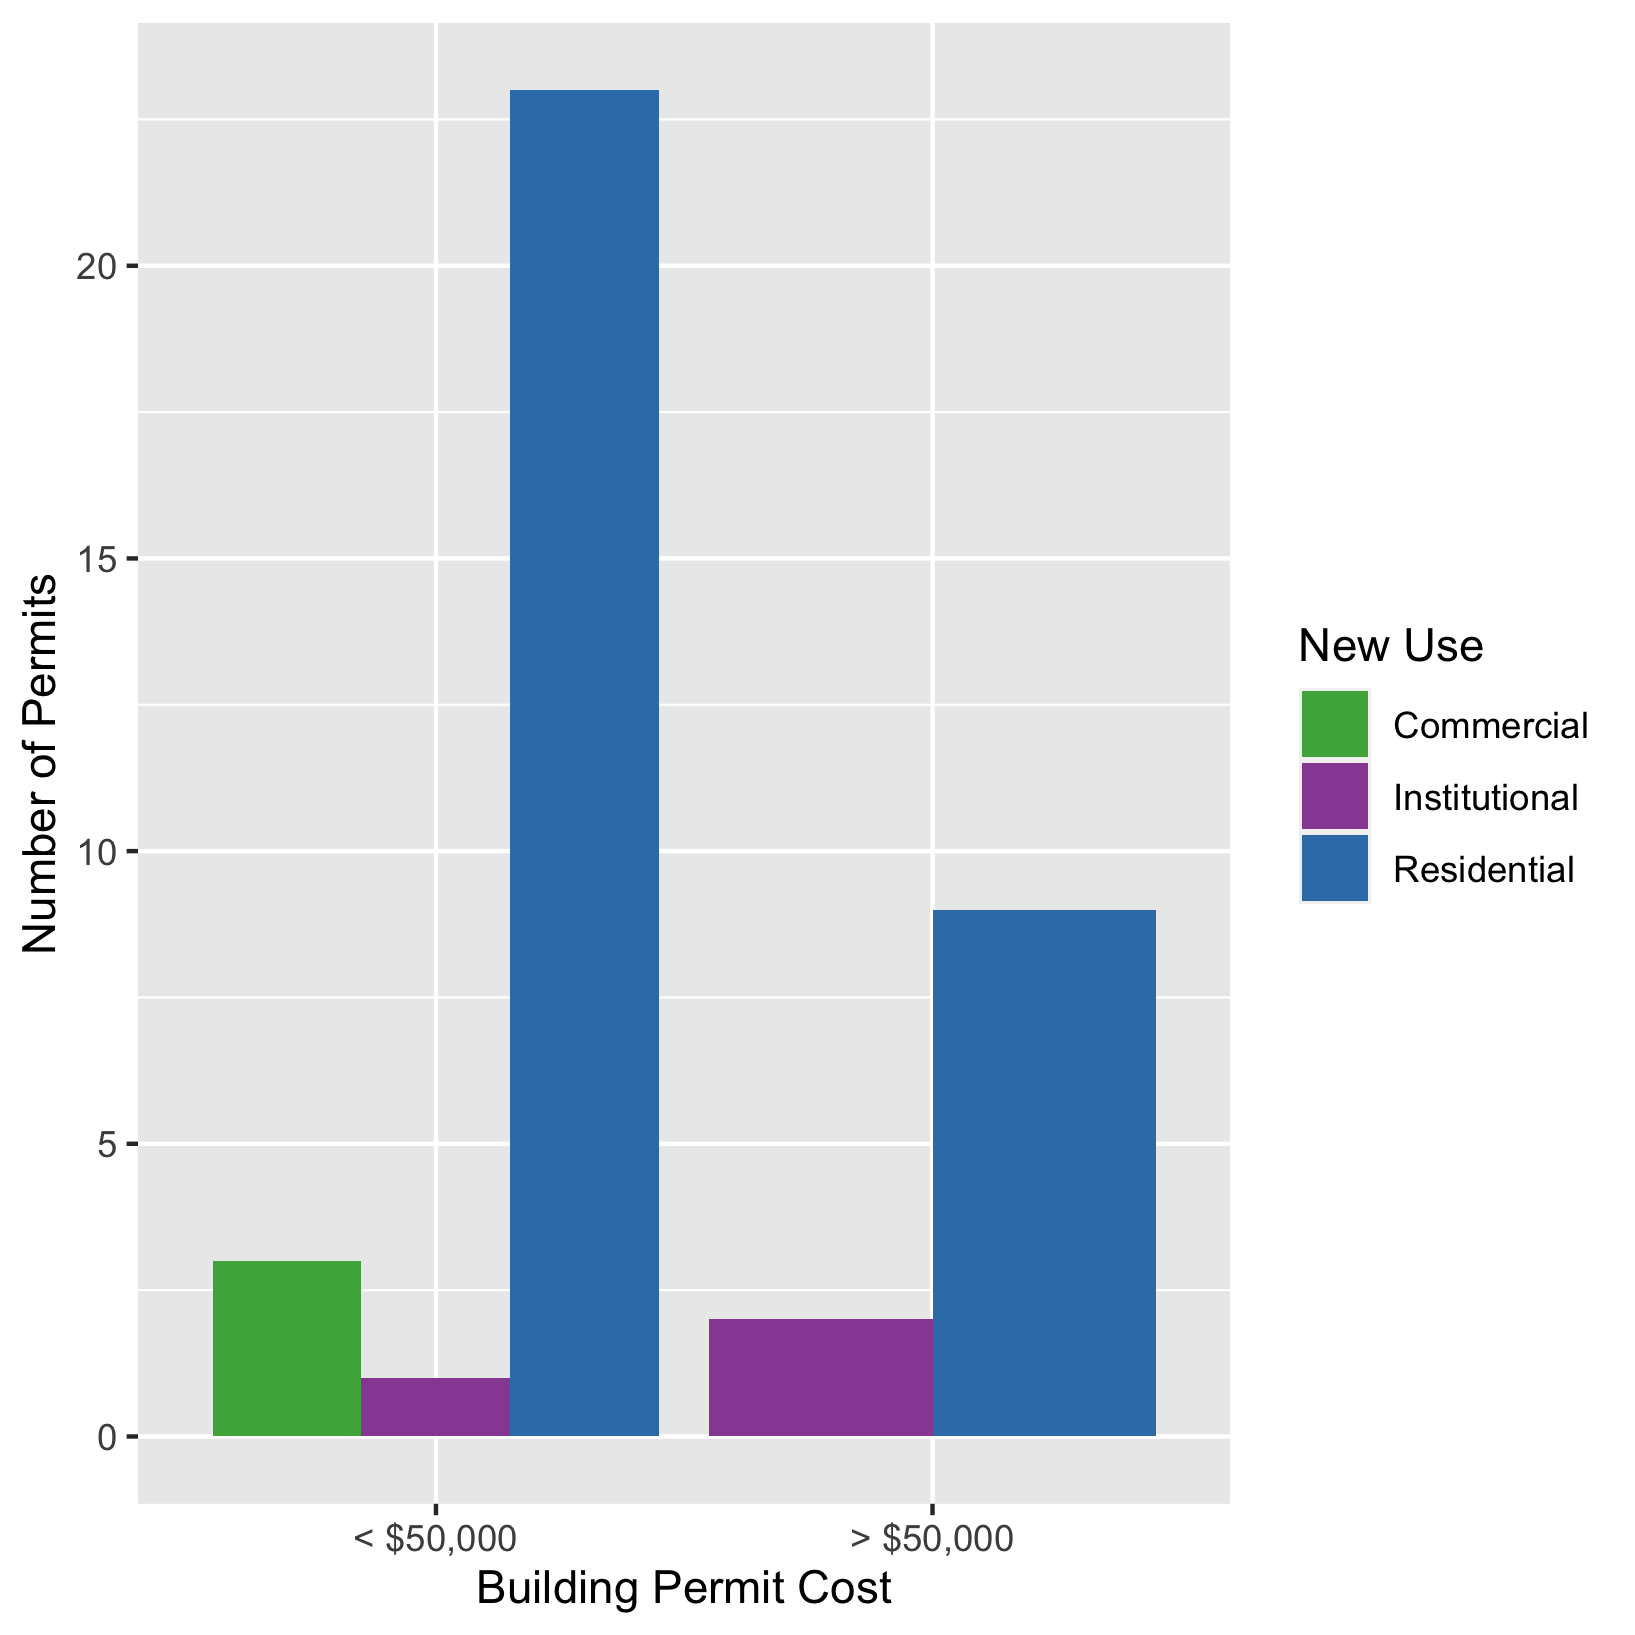 Number of Permits
20
15
10
5
0
< $50,000
> $50,000
Building Permit Cost
New Use
Commercial
Institutional
Residential